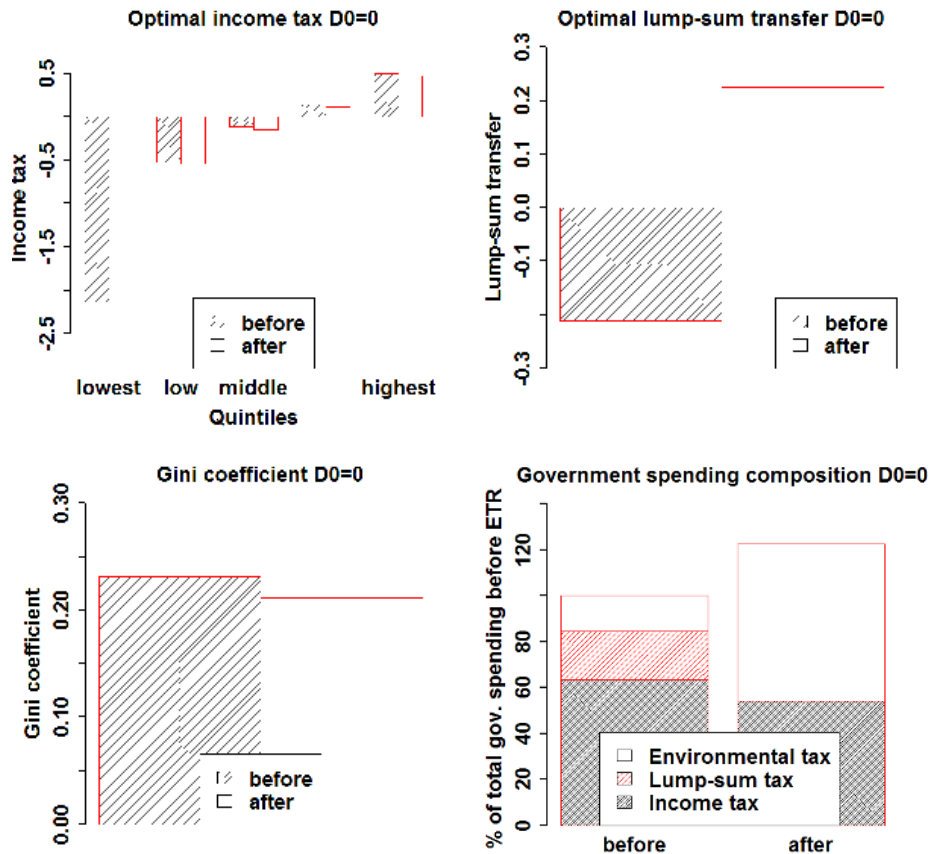 Optimal income tax D0=0
0.5
-0.5
-1.5
-2.5
Income tax
before
after
lowest low middle highest
Quintiles
Optimal lump-sum transfer D0=0
0.3
0.2
0.0
-0.1
-0.3
Lump-sum transfer
before
after
Gini coefficient D0=0
0.30
0.20
0.10
0.00
Gini coefficient
before
after
Government spending composition D0=0
120
80
60
40
20
0
% of total gov. spending before ETR
Environmental tax
Lump-sum tax
Income tax
before after